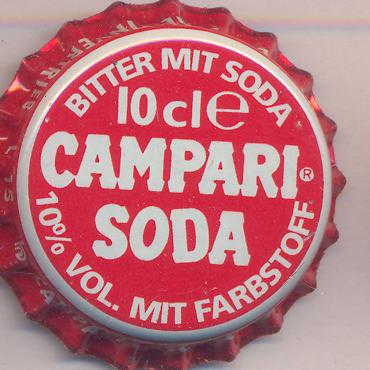 BITTER MIT SODA
10 cl e
CAMPARI®
SODA
10% VOL. MIT FARBSTOFF